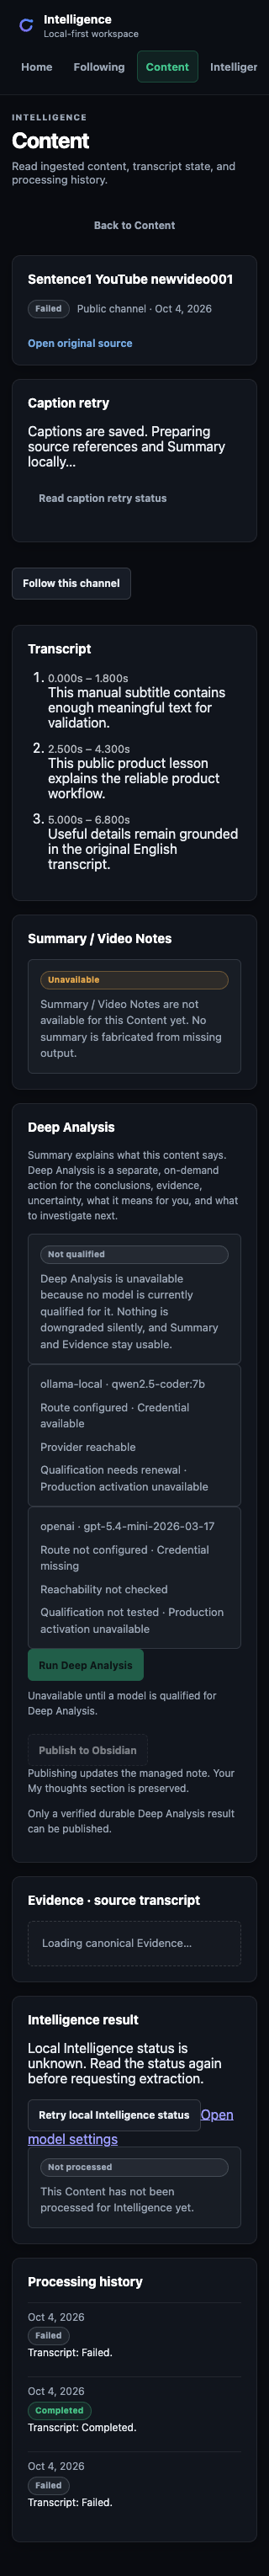 Intelligence
Local-first workspace
Home Following Content Intelliger
INTELLIGENCE
Content
Read ingested content, transcript state, and
processing history.
Back to Content
Sentence1 YouTube newvideo001
Failed Public channel · Oct 4, 2026
Open original source
Caption retry
Captions are saved. Preparing
source references and Summary
locally...
Read caption retry status
Follow this channel
Transcript
1. 0.000s – 1.800s
This manual subtitle contains
enough meaningful text for
validation.
2. 2.500s – 4.300s
This public product lesson
explains the reliable product
workflow.
3. 5.000s – 6.800s
Useful details remain grounded
in the original English
transcript.
Summary / Video Notes
Unavailable
Summary / Video Notes are not
available for this Content yet. No
summary is fabricated from missing
output.
Deep Analysis
Summary explains what this content says.
Deep Analysis is a separate, on-demand
action for the conclusions, evidence,
uncertainty, what it means for you, and what
to investigate next.
Not qualified
Deep Analysis is unavailable
because no model is currently
qualified for it. Nothing is
downgraded silently, and Summary
and Evidence stay usable.
ollama-local · qwen2.5-coder:7b
Route configured · Credential
available
Provider reachable
Qualification needs renewal ·
Production activation unavailable
openai · gpt-5.4-mini-2026-03-17
Route not configured · Credential
missing
Reachability not checked
Qualification not tested · Production
activation unavailable
Run Deep Analysis
Unavailable until a model is qualified for
Deep Analysis.
Publish to Obsidian
Publishing updates the managed note. Your
My thoughts section is preserved.
Only a verified durable Deep Analysis result
can be published.
Evidence · source transcript
Loading canonical Evidence...
Intelligence result
Local Intelligence status is
unknown. Read the status again
before requesting extraction.
Retry local Intelligence status Open
model settings
Not processed
This Content has not been
processed for Intelligence yet.
Processing history
Oct 4, 2026
Failed
Transcript: Failed.
Oct 4, 2026
Completed
Transcript: Completed.
Oct 4, 2026
Failed
Transcript: Failed.